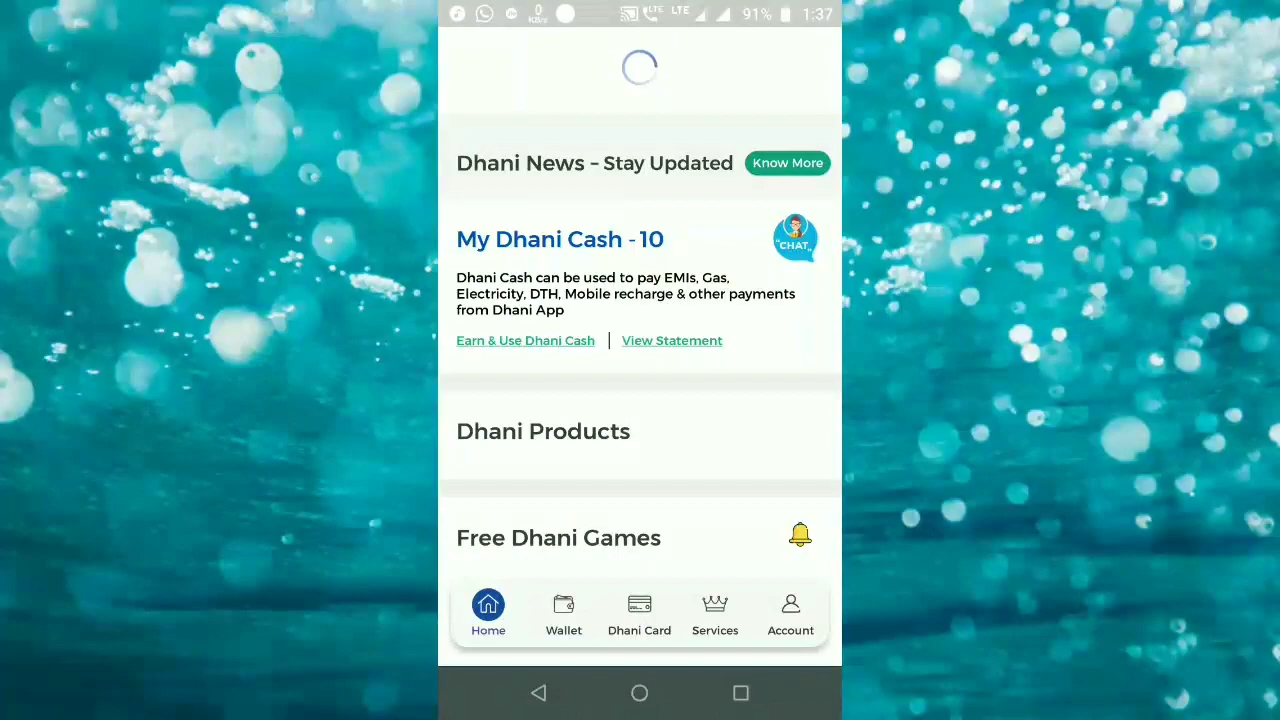 0
KB/s
LTE
LTE
91%
1:37
Dhani News – Stay Updated
Know More
My Dhani Cash - 10
"CHAT"
Dhani Cash can be used to pay EMIs, Gas,
Electricity, DTH, Mobile recharge & other payments
from Dhani App
Earn & Use Dhani Cash | View Statement
Dhani Products
Free Dhani Games
Home
Wallet
Dhani Card
Services
Account